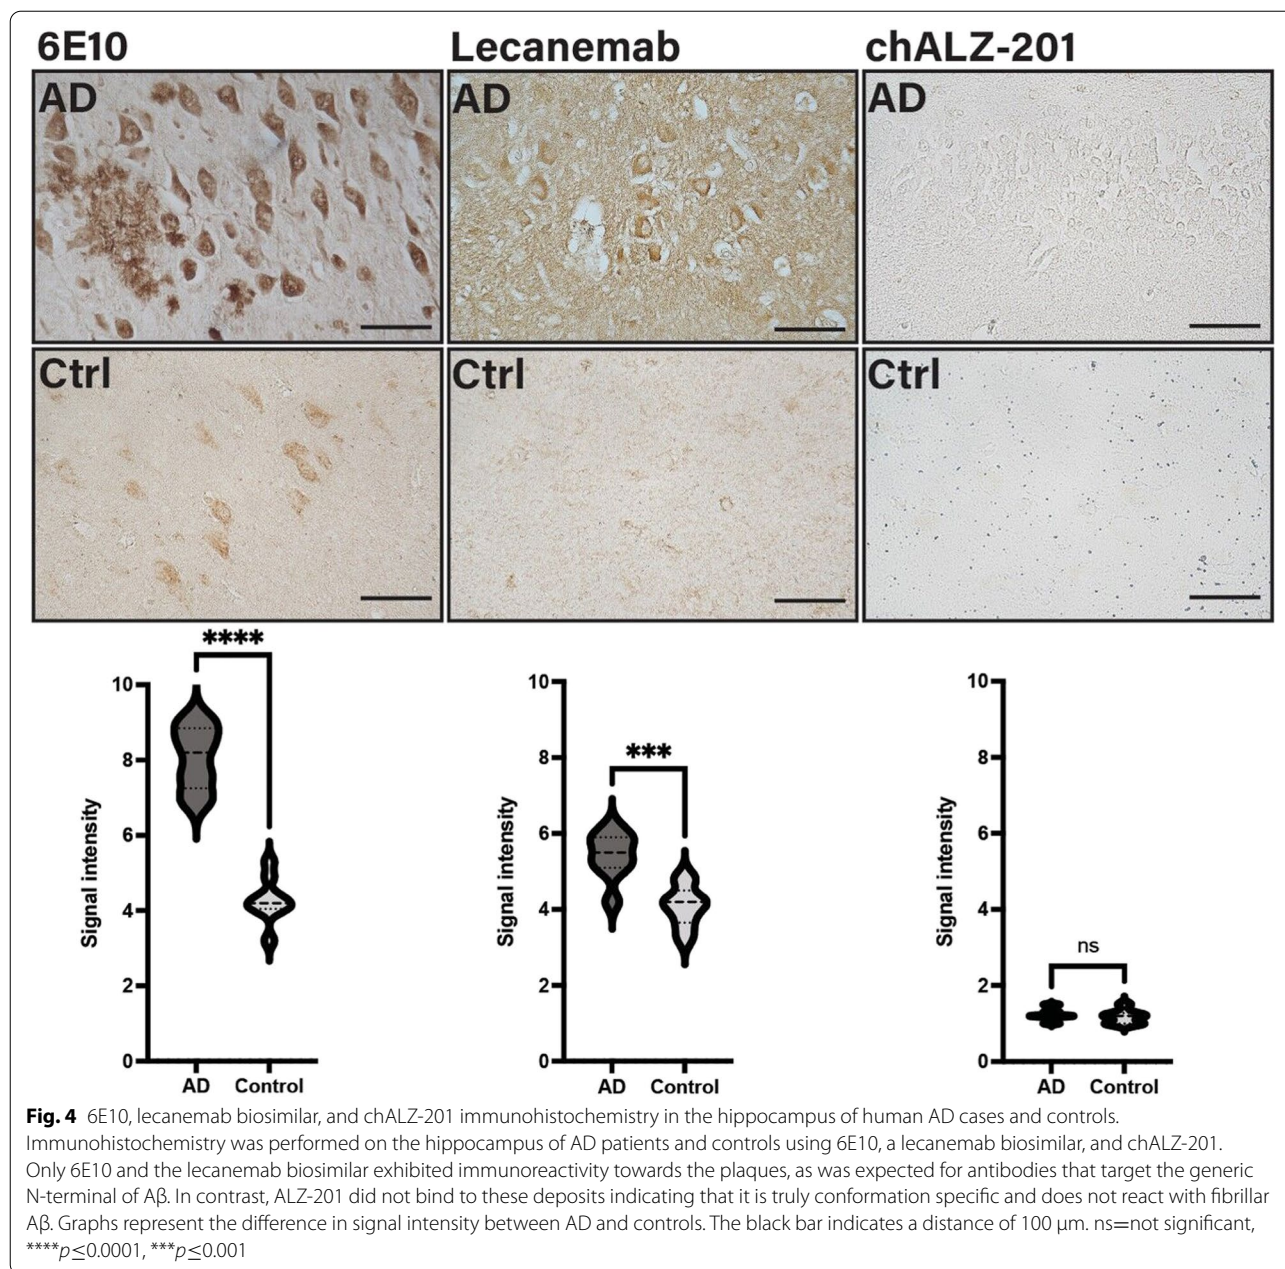 6E10 Lecanemab chALZ-201
AD AD AD
Ctrl Ctrl Ctrl
**** *** ns
Signal intensity
10
8
6
4
2
0
AD Control
Signal intensity
10
8
6
4
2
0
AD Control
Signal intensity
10
8
6
4
2
0
AD Control
Fig. 4 6E10, lecanemab biosimilar, and chALZ-201 immunohistochemistry in the hippocampus of human AD cases and controls.
Immunohistochemistry was performed on the hippocampus of AD patients and controls using 6E10, a lecanemab biosimilar, and chALZ-201.
Only 6E10 and the lecanemab biosimilar exhibited immunoreactivity towards the plaques, as was expected for antibodies that target the generic
N-terminal of Aβ. In contrast, ALZ-201 did not bind to these deposits indicating that it is truly conformation specific and does not react with fibrillar
Aβ. Graphs represent the difference in signal intensity between AD and controls. The black bar indicates a distance of 100 μm. ns=not significant,
****p≤0.0001, ***p≤0.001